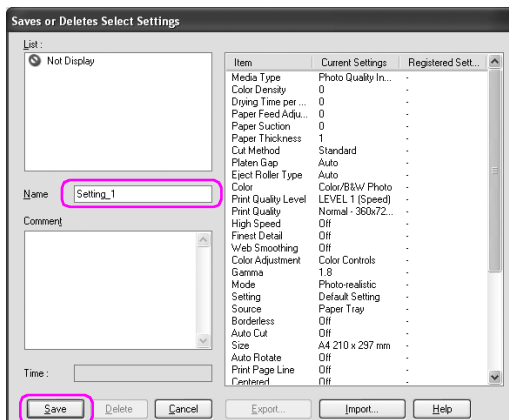 Saves or Deletes Select Settings
List :
Not Display
Name Setting_1
Comment
Time :
Item Current Settings Registered Sett...
Media Type Photo Quality In... -
Color Density 0 -
Drying Time per ... 0 -
Paper Feed Adju... 0 -
Paper Suction 0 -
Paper Thickness 1 -
Cut Method Standard -
Platen Gap Auto -
Eject Roller Type Auto -
Color Color/B&W Photo -
Print Quality Level LEVEL 1 (Speed) -
Print Quality Normal - 360x72... -
High Speed Off -
Finest Detail Off -
Web Smoothing Off -
Color Adjustment Color Controls -
Gamma 1.8 -
Mode Photo-realistic -
Setting Default Setting -
Source Paper Tray -
Borderless Off -
Auto Cut Off -
Size A4 210 x 297 mm -
Auto Rotate Off -
Print Page Line Off -
Centered Off -
Save Delete Cancel Export... Import... Help